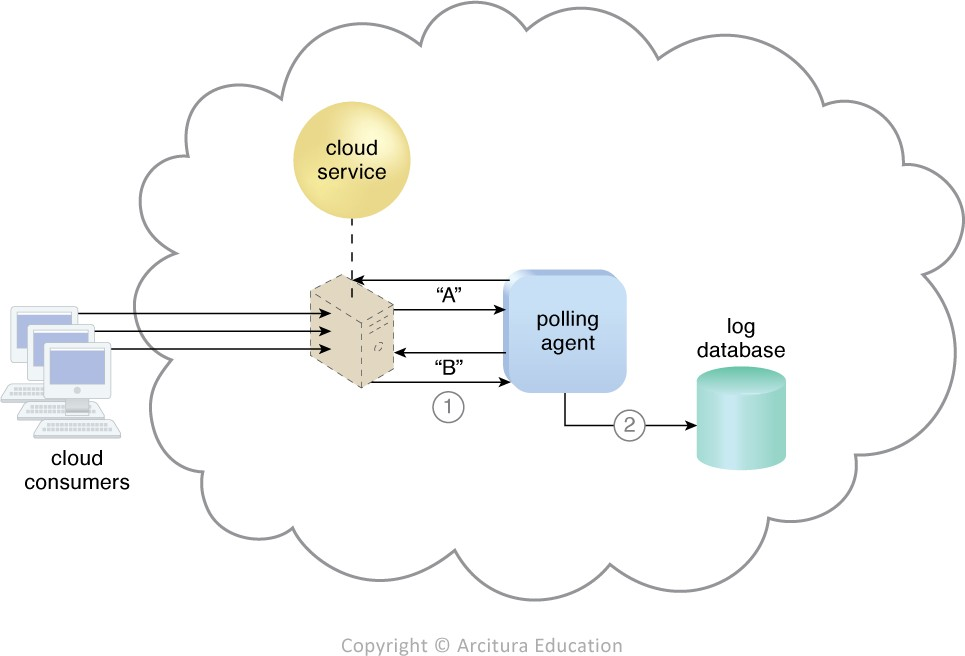 cloud
service
“A”
polling
agent
“B”
1
log
database
2
cloud
consumers
Copyright © Arcitura Education